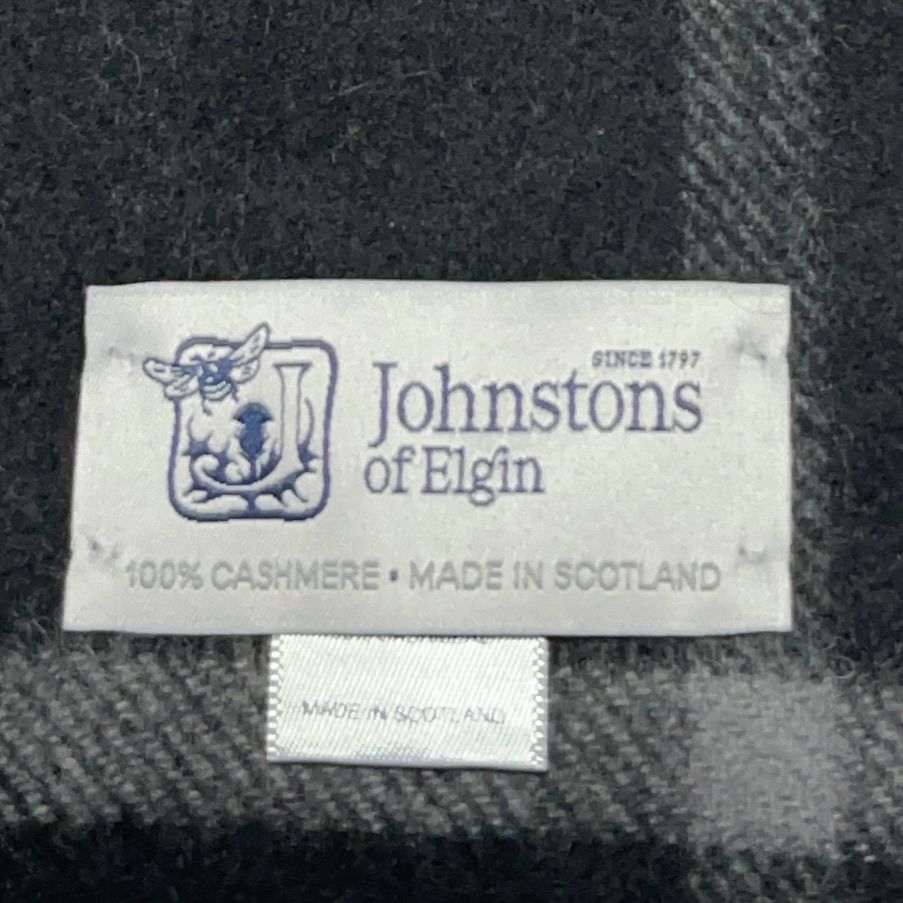 SINCE 1797
Johnstons
of Elgin
100% CASHMERE • MADE IN SCOTLAND
MADE IN SCOTLAND